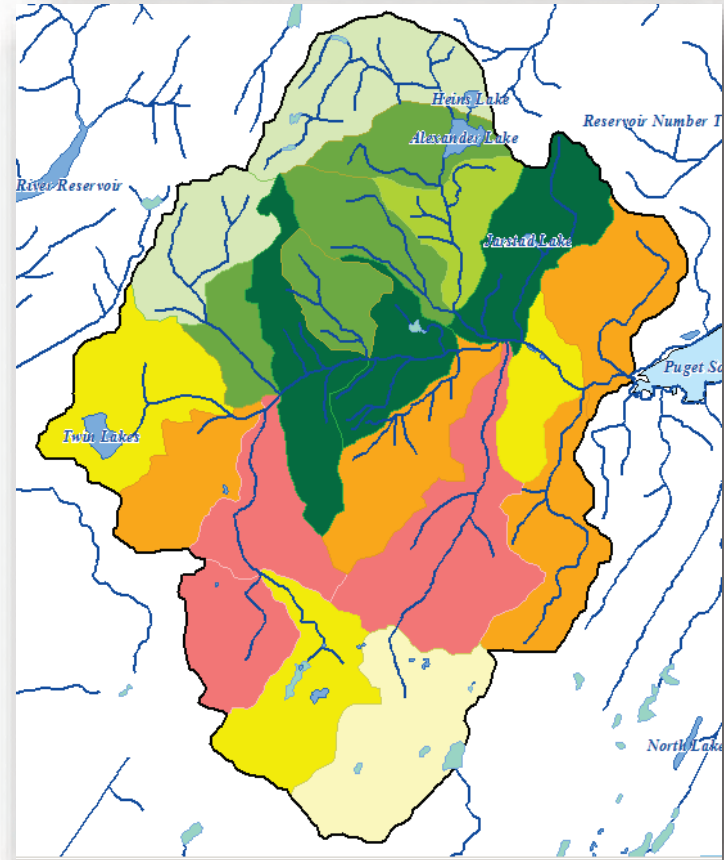 Heins Lake
Reservoir Number T
Alexander Lake
River Reservoir
Jarstad Lake
Puget So
Twin Lakes
North Lake